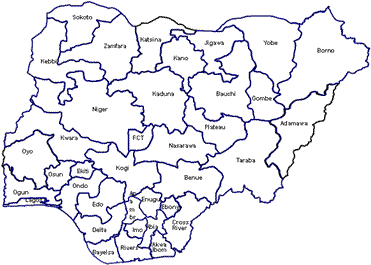 Sokoto
Zamfara
Katsina
Jigawa
Yobe
Borno
Kebbi
Kano
Niger
Kaduna
Bauchi
Gombe
Adamawa
Plateau
FCT
Nasarawa
Taraba
Kwara
Oyo
Kogi
Benue
Osun
Ekiti
Ogun
Ondo
Lagos
Edo
Enugu
Ebony
Cross
River
Delta
Imo
Abia
Bayelsa
Rivers
Akwa
Ibom